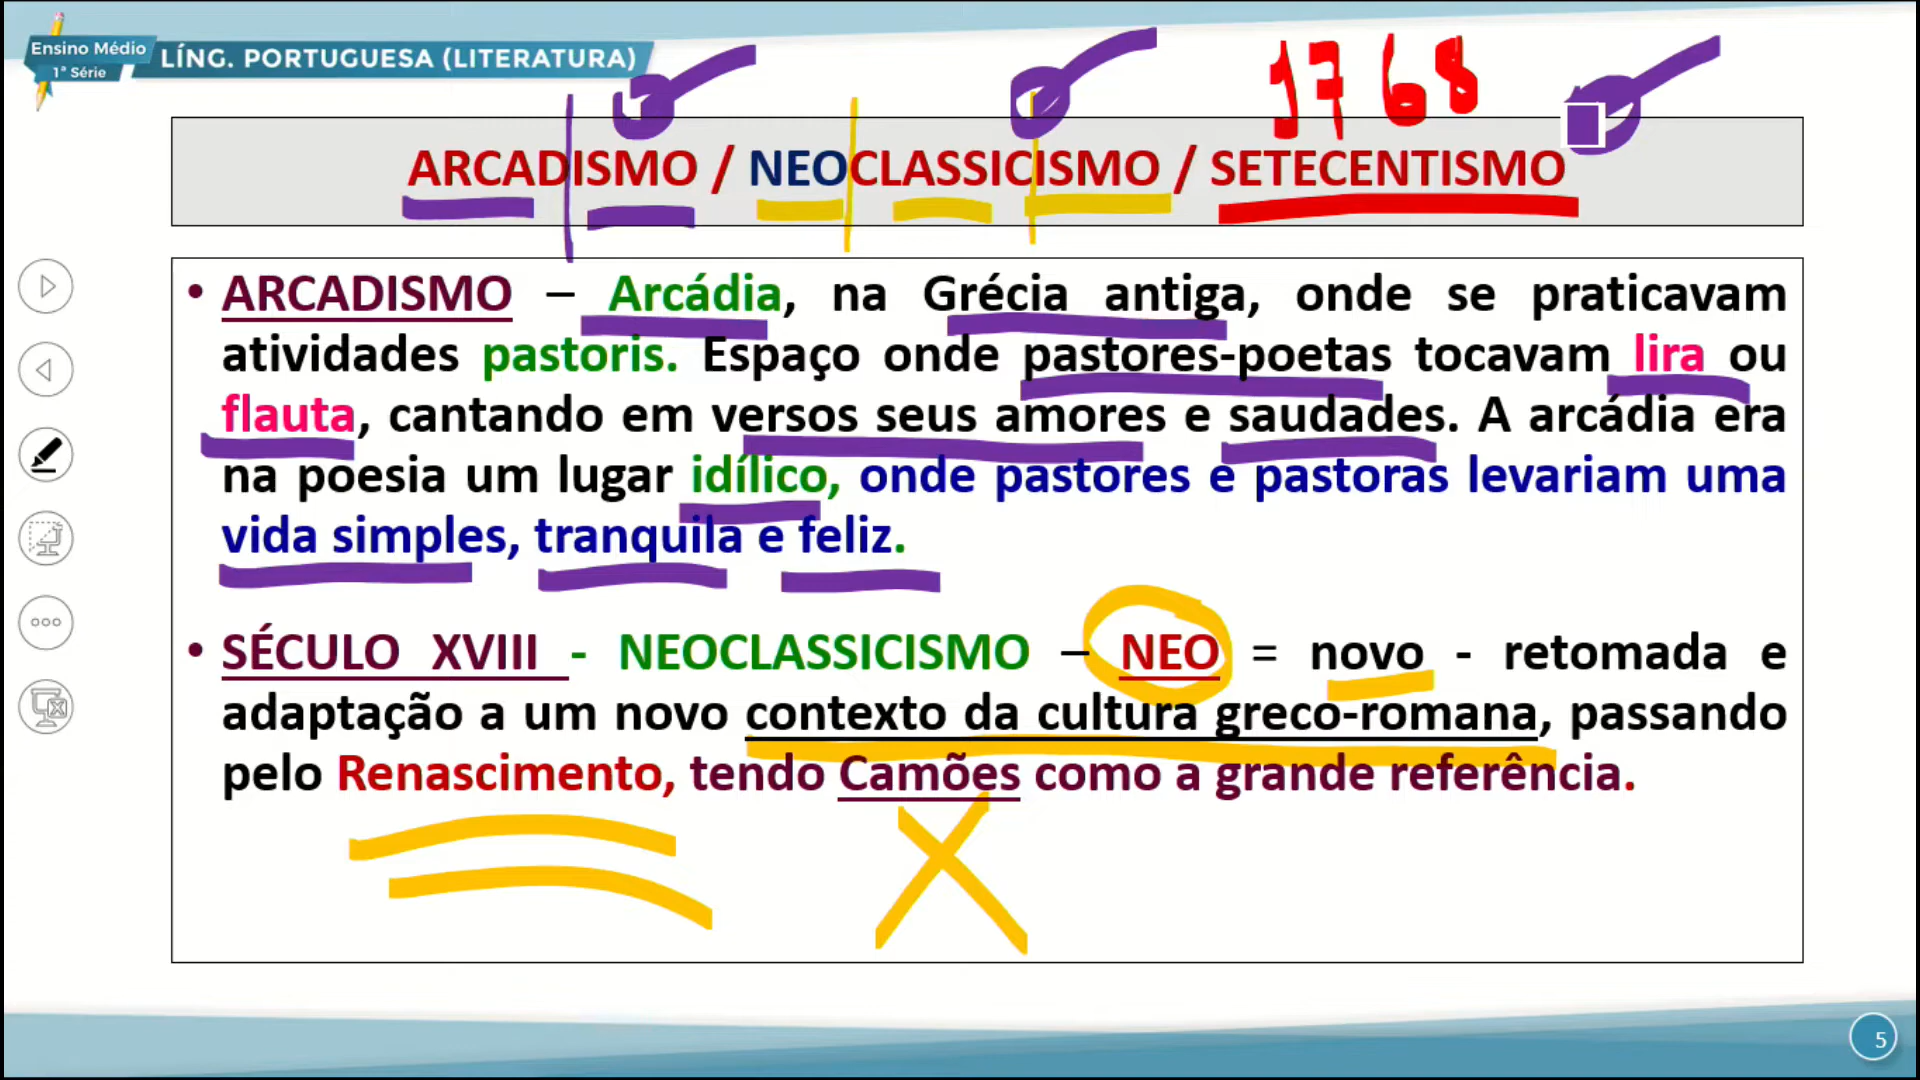 Ensino Médio
1ª Série
LÍNG. PORTUGUESA (LITERATURA)
1768
ARCADISMO / NEOCLASSICISMO / SETECENTISMO
• ARCADISMO – Arcádia, na Grécia antiga, onde se praticavam
atividades pastoris. Espaço onde pastores-poetas tocavam lira ou
flauta, cantando em versos seus amores e saudades. A arcádia era
na poesia um lugar idílico, onde pastores e pastoras levariam uma
vida simples, tranquila e feliz.
• SÉCULO XVIII - NEOCLASSICISMO – NEO = novo - retomada e
adaptação a um novo contexto da cultura greco-romana, passando
pelo Renascimento, tendo Camões como a grande referência.
5